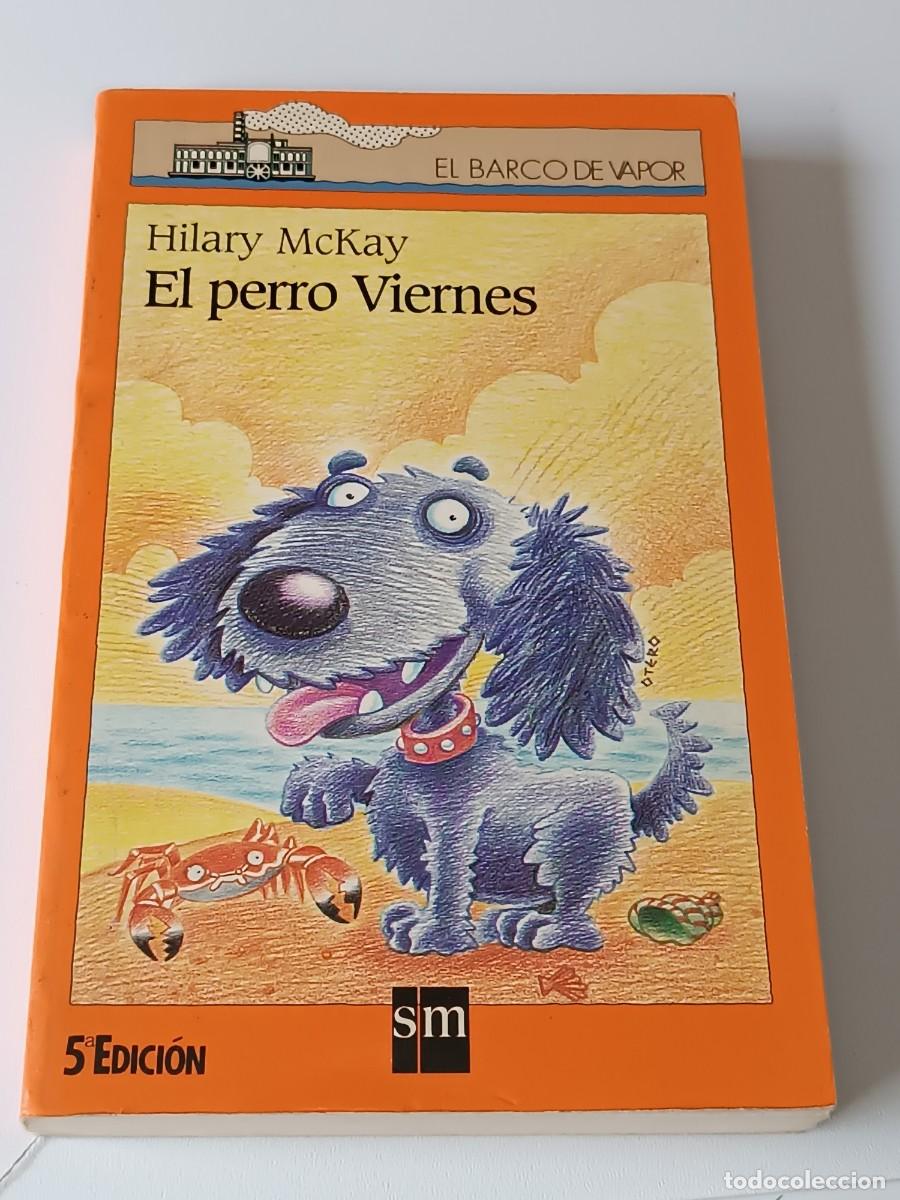 EL BARCO DE VAPOR
Hilary McKay
El perro Viernes
OTERO
sm
5ª EDICIÓN
todocoleccion